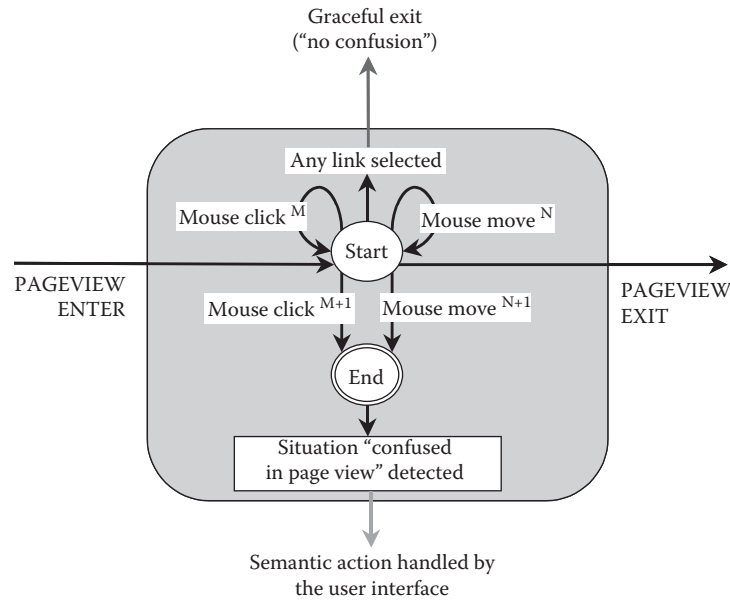 Graceful exit
(“no confusion”)
Any link selected
Mouse click M
Mouse move N
Start
PAGEVIEW
ENTER
PAGEVIEW
EXIT
Mouse click M+1
Mouse move N+1
End
Situation “confused
in page view” detected
Semantic action handled by
the user interface